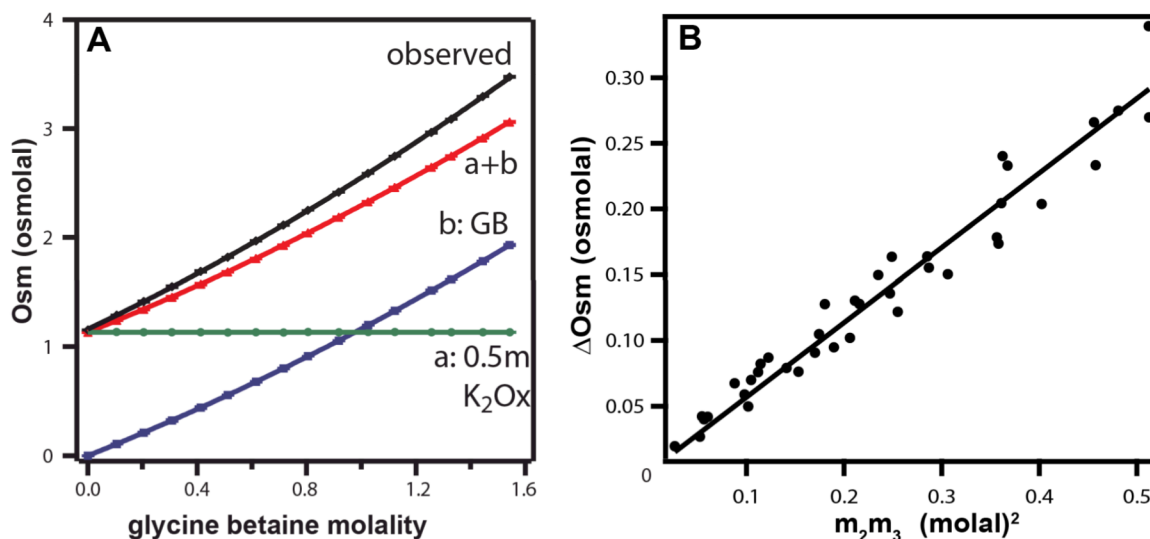 A
observed
a+b
b: GB
a: 0.5m
K₂Ox
Osm (osmolal)
4
3
2
1
0
0.0 0.4 0.8 1.2 1.6
glycine betaine molality
B
ΔOsm (osmolal)
0.30
0.25
0.20
0.15
0.10
0.05
0
0.1 0.2 0.3 0.4 0.5
m₂m₃ (molal)²